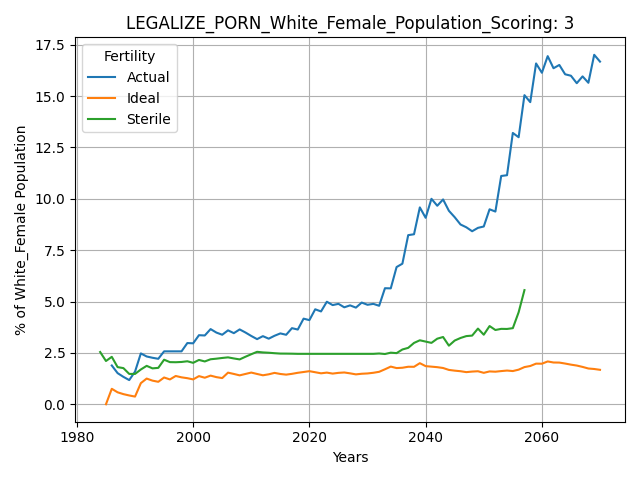 LEGALIZE_PORN_White_Female_Population_Scoring: 3
Fertility
Actual
Ideal
Sterile
% of White_Female Population
17.5
15.0
12.5
10.0
7.5
5.0
2.5
0.0
1980
2000
2020
2040
2060
Years